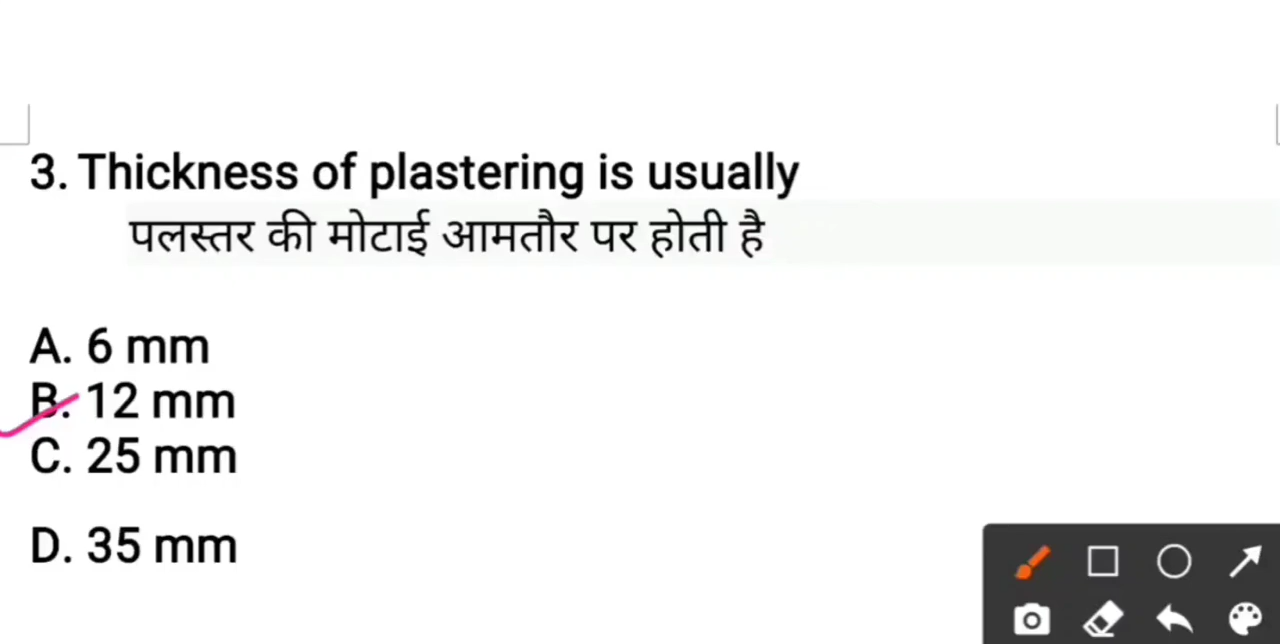 3. Thickness of plastering is usually
पलस्तर की मोटाई आमतौर पर होती है
A. 6 mm
B. 12 mm
C. 25 mm
D. 35 mm